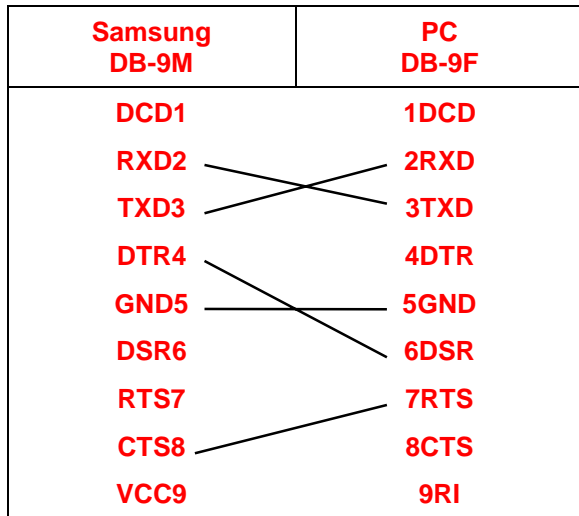 Samsung PC
DB-9M DB-9F
DCD1 1DCD
RXD2 2RXD
TXD3 3TXD
DTR4 4DTR
GND5 5GND
DSR6 6DSR
RTS7 7RTS
CTS8 8CTS
VCC9 9RI